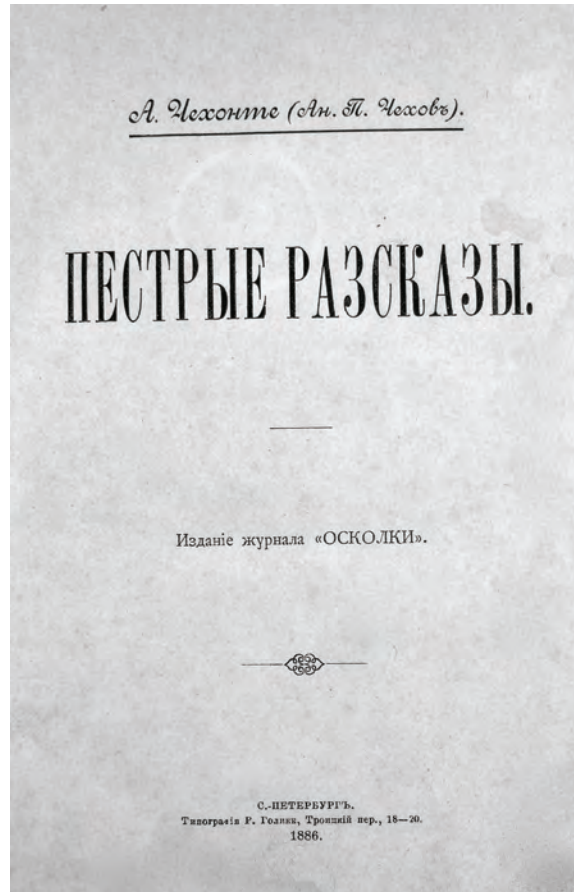 А. Чехонте (Ан. П. Чеховъ).
ПЕСТРЫЕ РАЗСКАЗЫ.
Изданіе журнала «ОСКОЛКИ».
С.-ПЕТЕРБУРГЪ.
Типографія Р. Голике, Троицкій пер., 18—20.
1886.